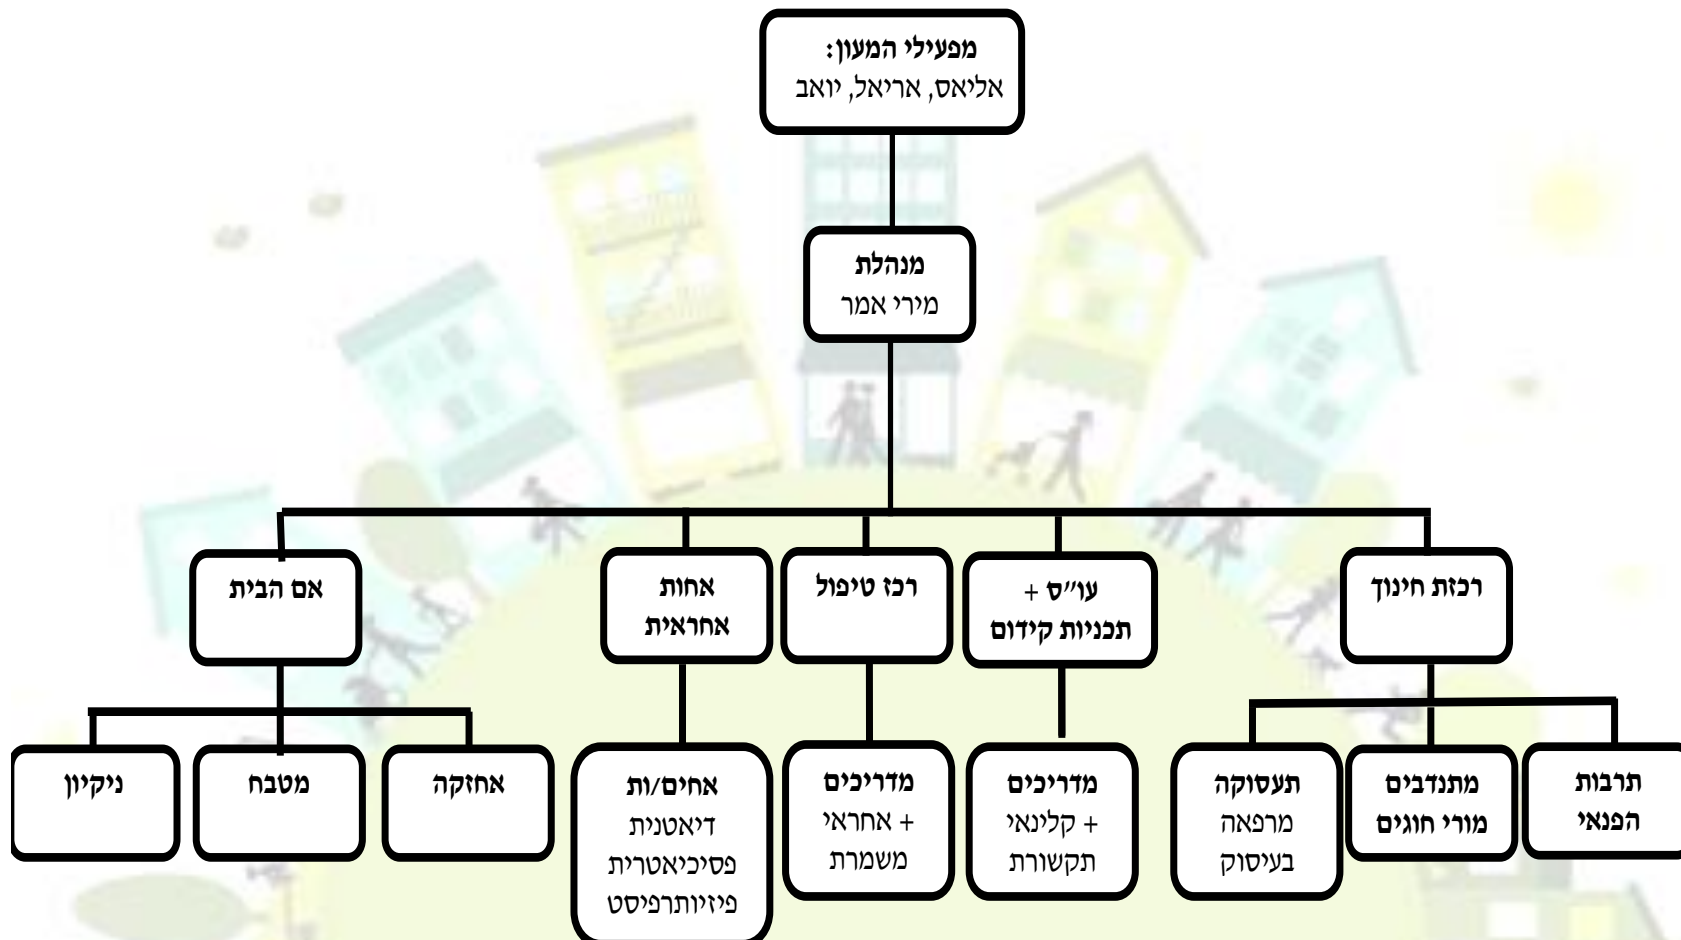 מפעילי המעון:
אליאס, אריאל, יואב
מנהלת
מירי אמר
רכזת חינוך
עו״ס +
תכניות קידום
רכז טיפול
אחות
אחראית
אם הבית
תרבות
הפנאי
מתנדבים
מורי חוגים
תעסוקה
מרפאה
בעיסוק
מדריכים
+ קלינאי
תקשורת
מדריכים
+ אחראי
משמרת
אחים/ות
דיאטנית
פסיכיאטרית
פיזיותרפיסט
אחזקה
מטבח
ניקיון